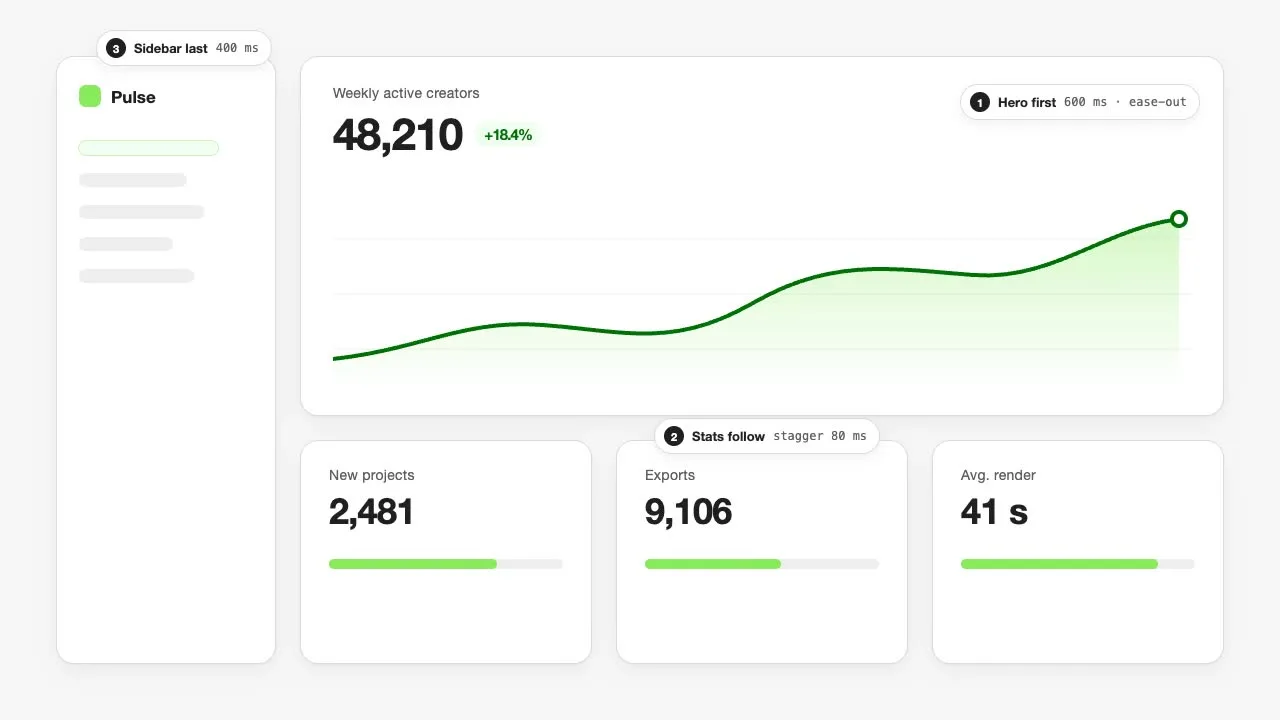 3 Sidebar last 400 ms
Pulse
Weekly active creators
48,210 +18.4%
1 Hero first 600 ms · ease-out
2 Stats follow stagger 80 ms
New projects
2,481
Exports
9,106
Avg. render
41 s